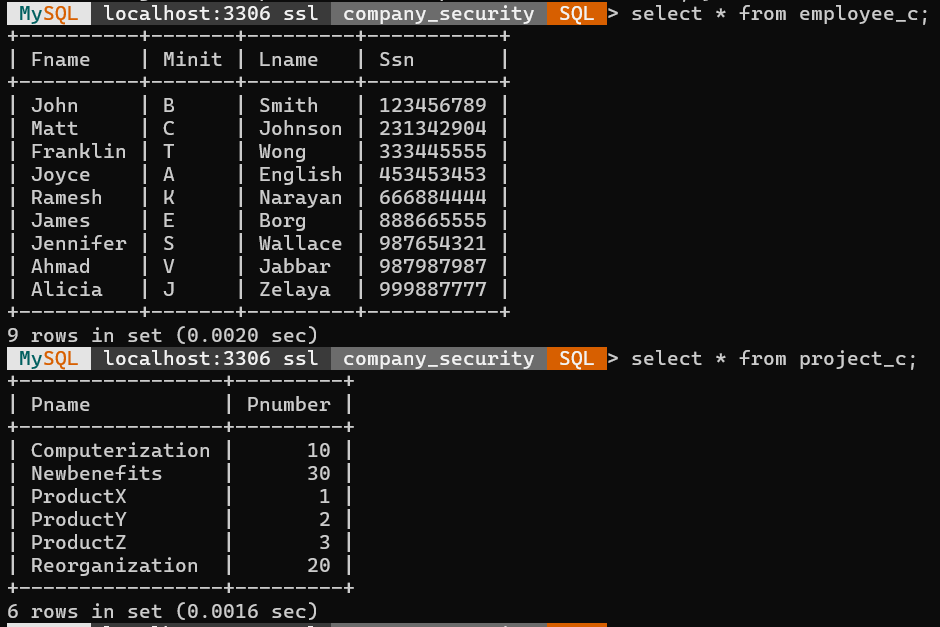 MySQL localhost:3306 ssl company_security SQL > select * from employee_c;
+----------+-------+---------+-----------+
| Fname    | Minit | Lname   | Ssn       |
+----------+-------+---------+-----------+
| John     | B     | Smith   | 123456789 |
| Matt     | C     | Johnson | 231342904 |
| Franklin | T     | Wong    | 333445555 |
| Joyce    | A     | English | 453453453 |
| Ramesh   | K     | Narayan | 666884444 |
| James    | E     | Borg    | 888665555 |
| Jennifer | S     | Wallace | 987654321 |
| Ahmad    | V     | Jabbar  | 987987987 |
| Alicia   | J     | Zelaya  | 999887777 |
+----------+-------+---------+-----------+
9 rows in set (0.0020 sec)
MySQL localhost:3306 ssl company_security SQL > select * from project_c;
+-----------------+---------+
| Pname           | Pnumber |
+-----------------+---------+
| Computerization |      10 |
| Newbenefits     |      30 |
| ProductX        |       1 |
| ProductY        |       2 |
| ProductZ        |       3 |
| Reorganization  |      20 |
+-----------------+---------+
6 rows in set (0.0016 sec)